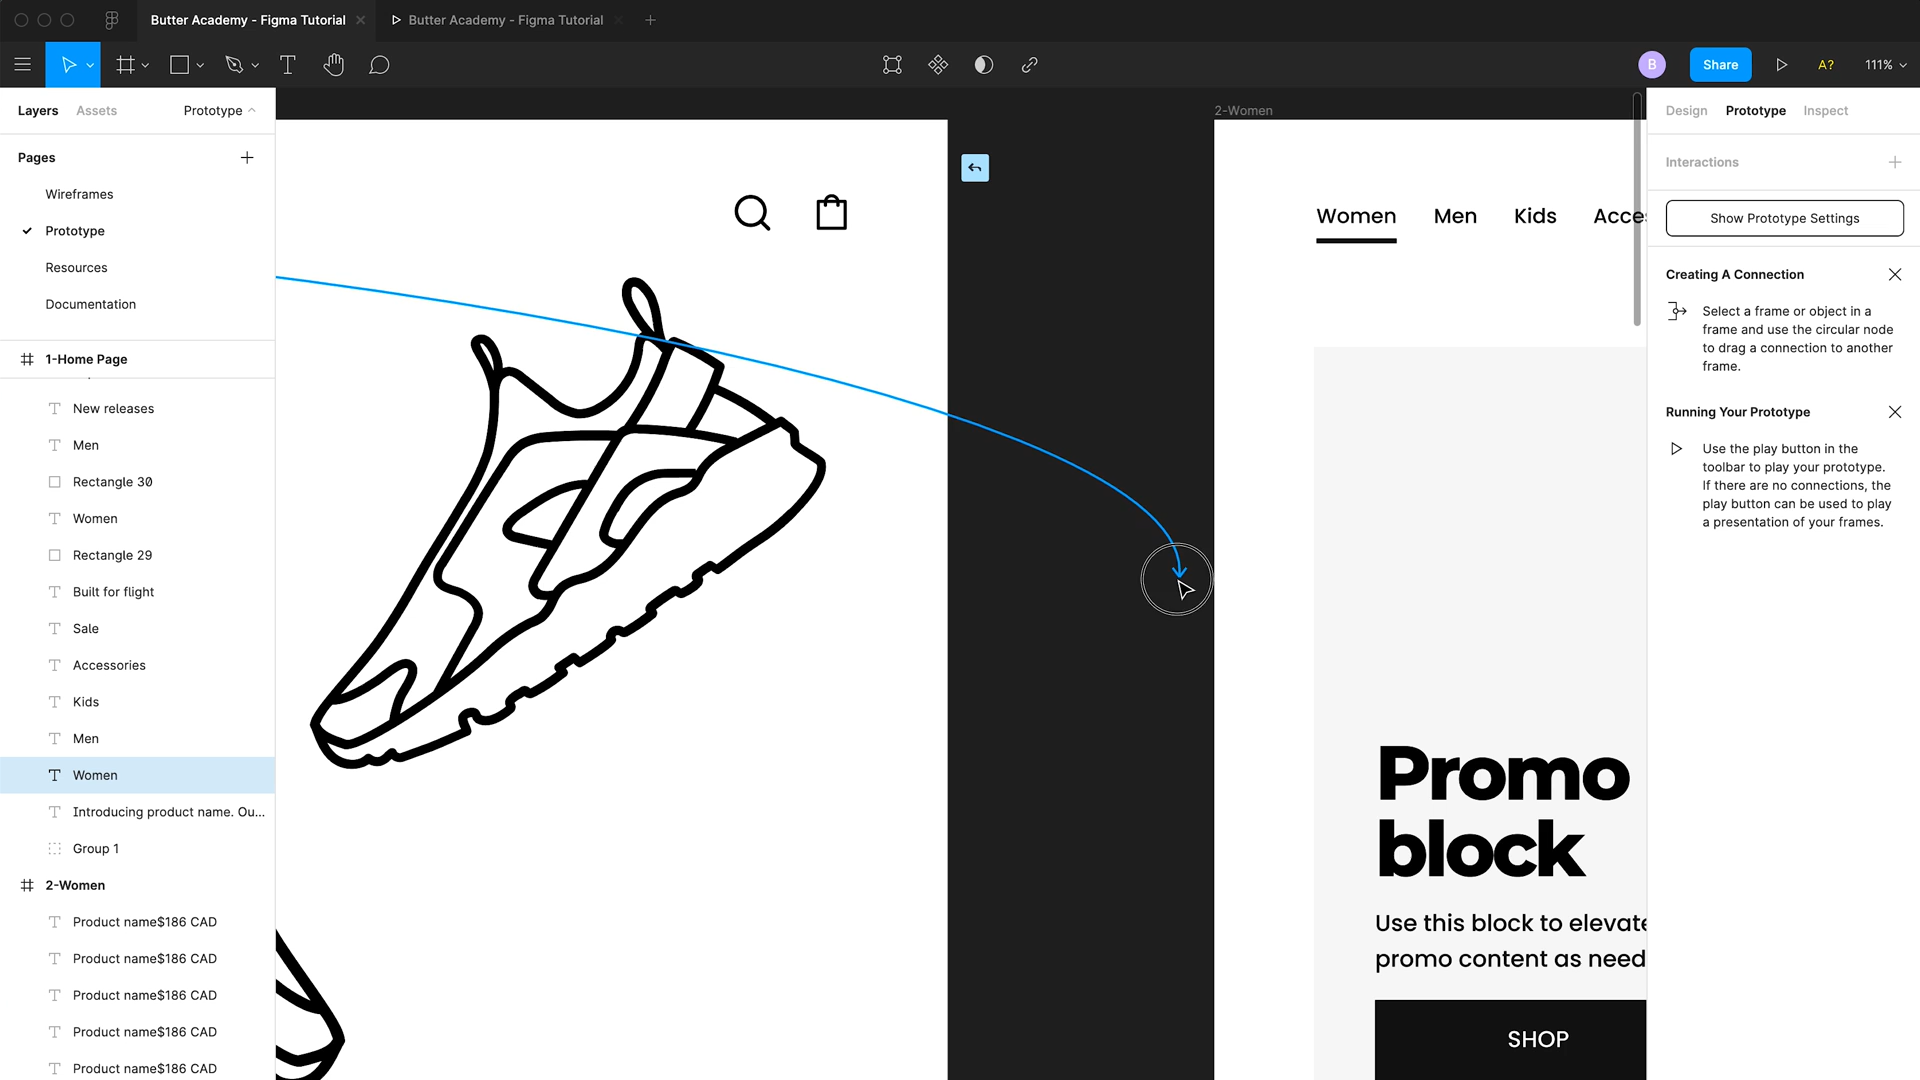 Butter Academy - Figma Tutorial
Butter Academy - Figma Tutorial
B
Share
A?
111%
Layers
Assets
Prototype
Pages
Wireframes
Prototype
Resources
Documentation
1-Home Page
New releases
Men
Rectangle 30
Women
Rectangle 29
Built for flight
Sale
Accessories
Kids
Men
Women
Introducing product name. Ou...
Group 1
2-Women
Product name$186 CAD
Product name$186 CAD
Product name$186 CAD
Product name$186 CAD
Product name$186 CAD
2-Women
Women Men Kids Acces
Promo
block
Use this block to elevate
promo content as need
SHOP
Design
Prototype
Inspect
Interactions
Show Prototype Settings
Creating A Connection
Select a frame or object in a
frame and use the circular node
to drag a connection to another
frame.
Running Your Prototype
Use the play button in the
toolbar to play your prototype.
If there are no connections, the
play button can be used to play
a presentation of your frames.